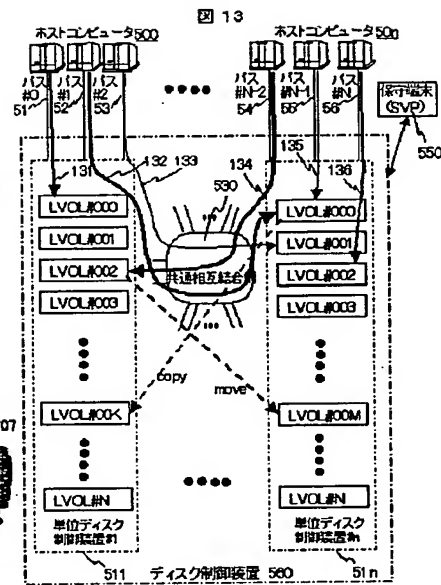 図 13
ホストコンピュータ500
ホストコンピュータ50n
パス
#0
51
パス
#1
52
パス
#2
53
パス
#N-2
54
パス
#N-1
55
パス
#N
56
保守端末
(SVP)
550
131
132
133
134
135
136
530
共通相互結合
LVOL#000
LVOL#001
LVOL#002
LVOL#003
LVOL#00K
LVOL#N
単位ディスク
制御装置#1
511
LVOL#000
LVOL#001
LVOL#002
LVOL#003
LVOL#00M
LVOL#N
単位ディスク
制御装置#n
51n
copy
move
ディスク制御装置 560
07